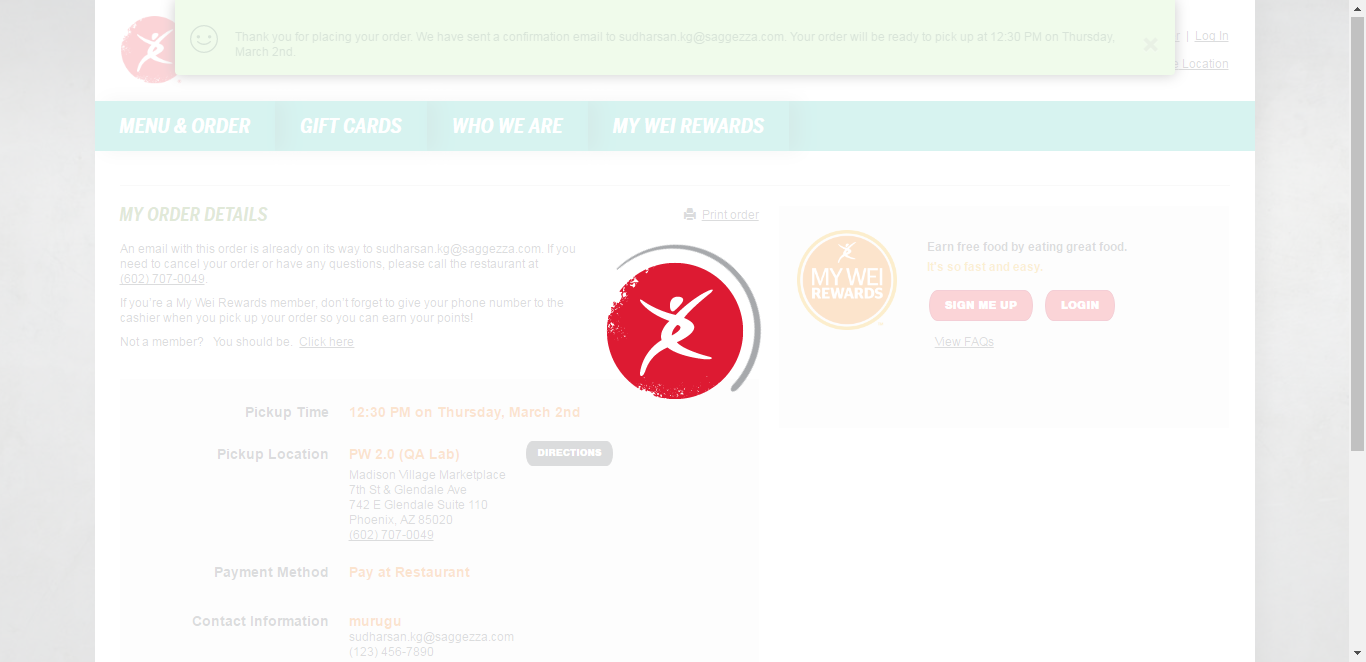 Thank you for placing your order. We have sent a confirmation email to sudharsan.kg@saggezza.com. Your order will be ready to pick up at 12:30 PM on Thursday,
March 2nd.
| Log In
Location
MENU & ORDER GIFT CARDS WHO WE ARE MY WEI REWARDS
MY ORDER DETAILS
Print order
An email with this order is already on its way to sudharsan.kg@saggezza.com. If you
need to cancel your order or have any questions, please call the restaurant at
(602) 707-0049.
If you're a My Wei Rewards member, don't forget to give your phone number to the
cashier when you pick up your order so you can earn your points!
Not a member? You should be. Click here
MY WEI
REWARDS
Earn free food by eating great food.
It's so fast and easy.
SIGN ME UP LOGIN
View FAQs
Pickup Time 12:30 PM on Thursday, March 2nd
Pickup Location PW 2.0 (QA Lab) DIRECTIONS
Madison Village Marketplace
7th St & Glendale Ave
742 E Glendale Suite 110
Phoenix, AZ 85020
(602) 707-0049
Payment Method Pay at Restaurant
Contact Information murugu
sudharsan.kg@saggezza.com
(123) 456-7890